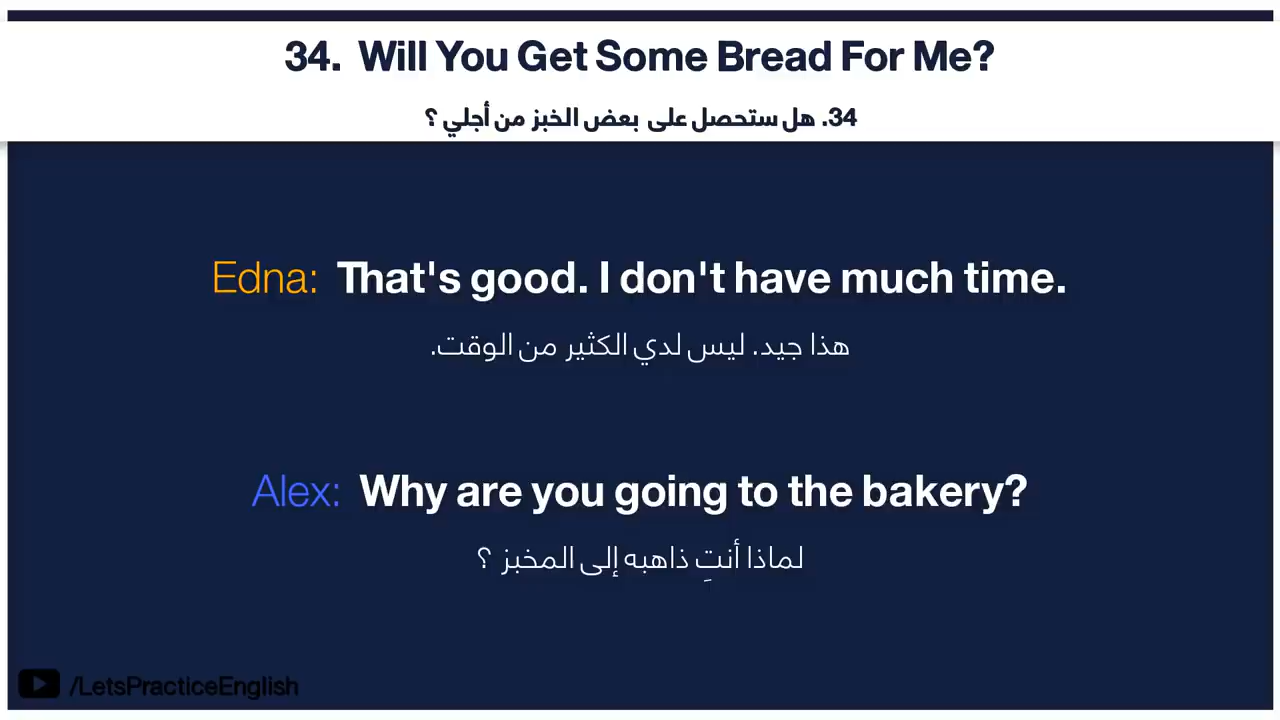 34. Will You Get Some Bread For Me?
34. هل ستحصل على بعض الخبز من أجلي ؟
Edna: That's good. I don't have much time.
هذا جيد. ليس لدي الكثير من الوقت.
Alex: Why are you going to the bakery?
لماذا أنتِ ذاهبه إلى المخبز ؟
/LetsPracticeEnglish